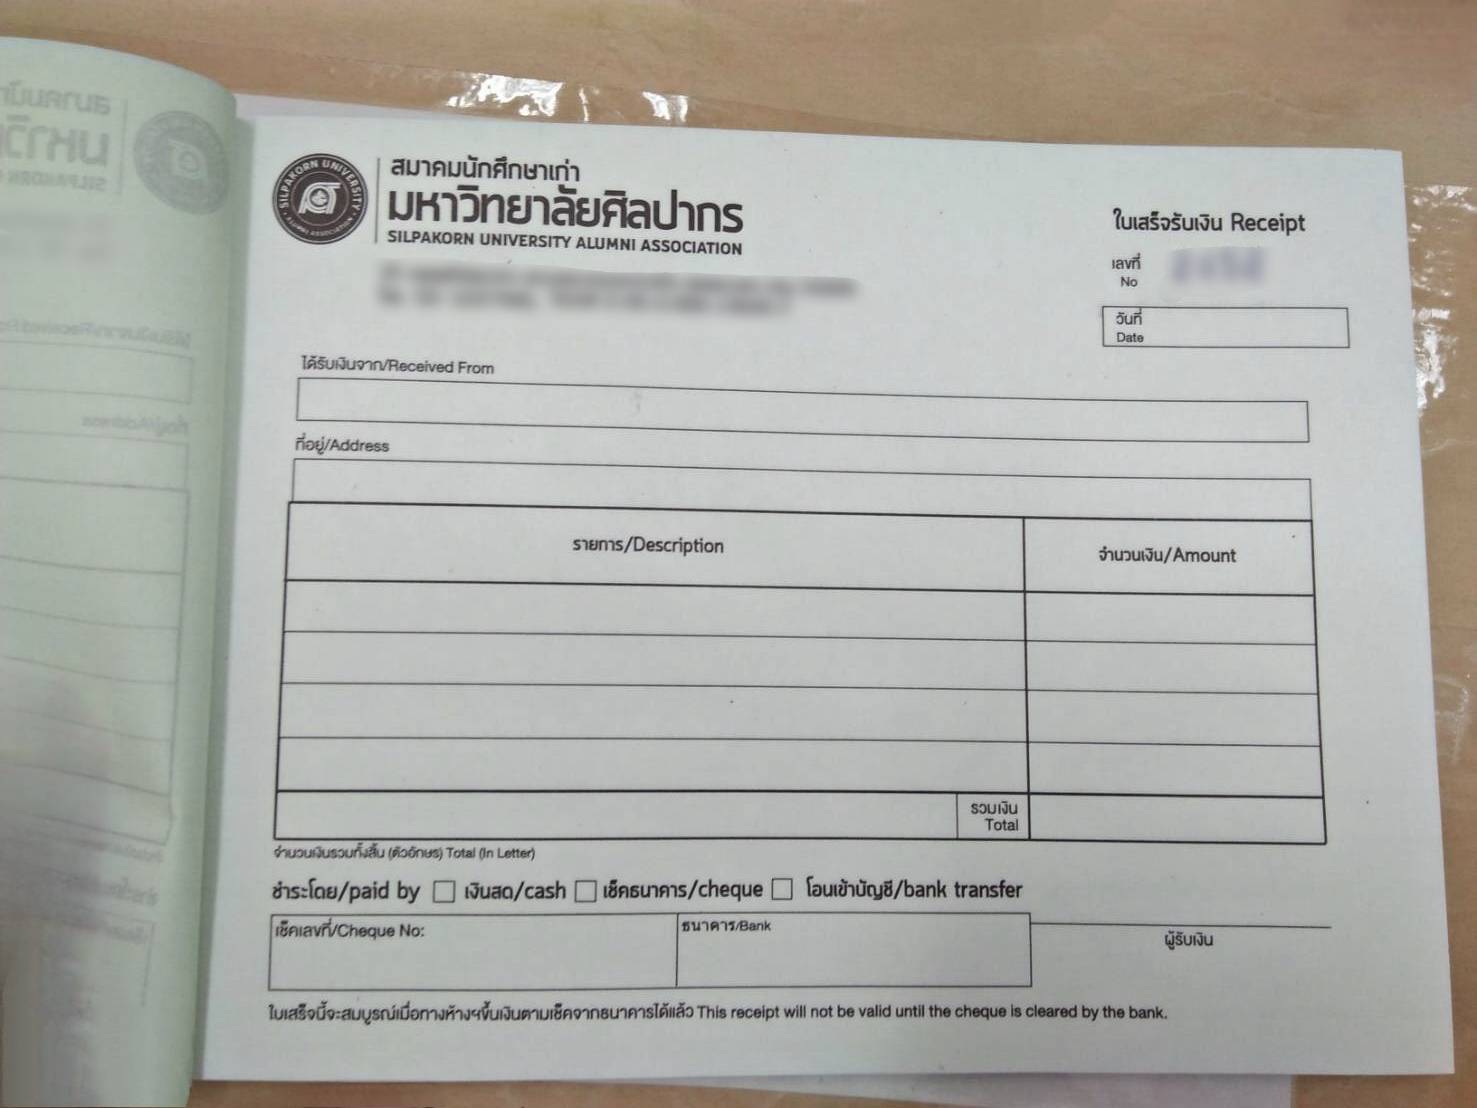 SILPAKORN UNIVERSITY
ALUMNI ASSOCIATION
สมาคมนักศึกษาเก่า
มหาวิทยาลัยศิลปากร
SILPAKORN UNIVERSITY ALUMNI ASSOCIATION
ใบเสร็จรับเงิน Receipt
เลขที่
No
วันที่
Date
ได้รับเงินจาก/Received From
ที่อยู่/Address
รายการ/Description จำนวนเงิน/Amount
รวมเงิน
Total
จำนวนเงินรวมทั้งสิ้น (ตัวอักษร) Total (In Letter)
ชำระโดย/paid by เงินสด/cash เช็คธนาคาร/cheque โอนเข้าบัญชี/bank transfer
เช็คเลขที่/Cheque No: ธนาคาร/Bank
ผู้รับเงิน
ใบเสร็จนี้จะสมบูรณ์เมื่อทางห้างฯขึ้นเงินตามเช็คจากธนาคารได้แล้ว This receipt will not be valid until the cheque is cleared by the bank.